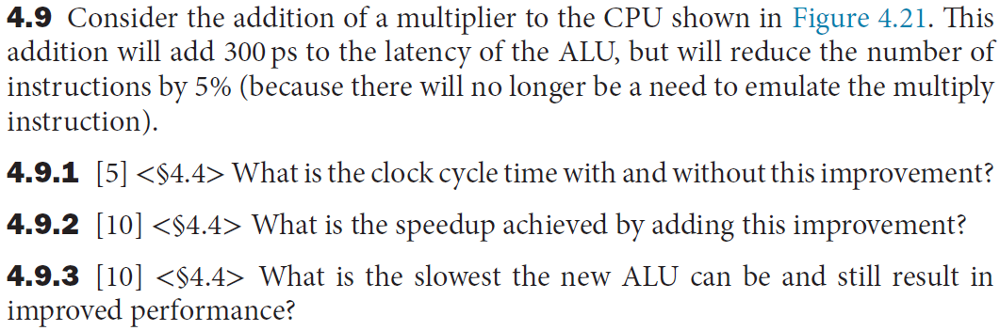 4.9 Consider the addition of a multiplier to the CPU shown in Figure 4.21. This
addition will add 300 ps to the latency of the ALU, but will reduce the number of
instructions by 5% (because there will no longer be a need to emulate the multiply
instruction).
4.9.1 [5] <§4.4> What is the clock cycle time with and without this improvement?
4.9.2 [10] <§4.4> What is the speedup achieved by adding this improvement?
4.9.3 [10] <§4.4> What is the slowest the new ALU can be and still result in
improved performance?